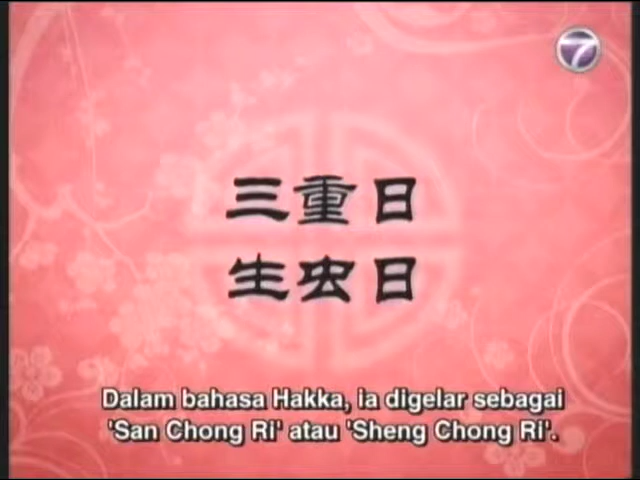 7
三重日
生虫日
Dalam bahasa Hakka, ia digelar sebagai
'San Chong Ri' atau 'Sheng Chong Ri'.